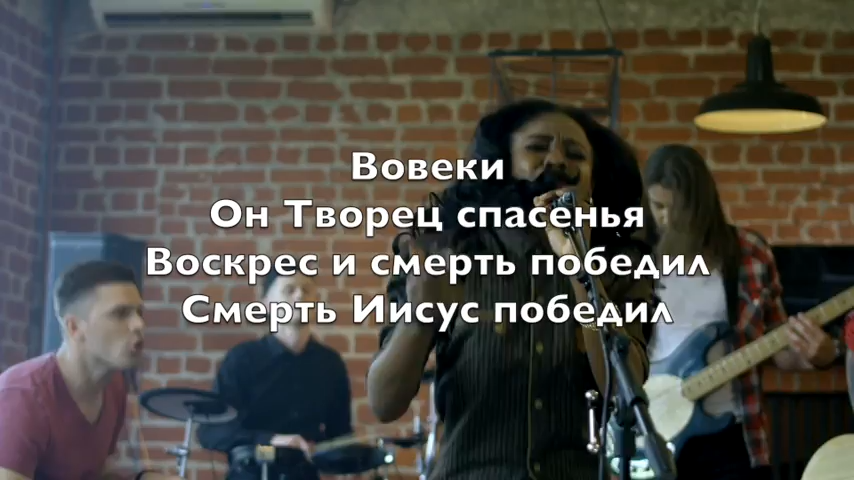 Вовеки
Он Творец спасенья
Воскрес и смерть победил
Смерть Иисус победил